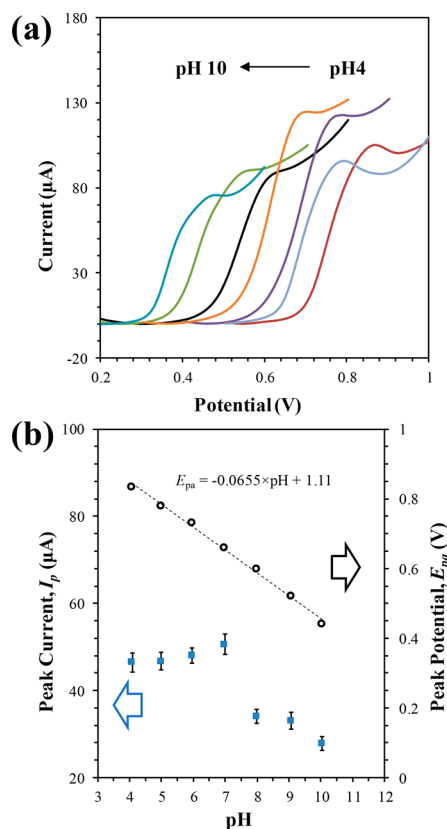 (a)
180
130
80
30
-20
Current (µA)
pH 10
pH4
0.2
0.4
0.6
0.8
1
Potential (V)
(b)
100
80
60
40
20
Peak Current, Ip (µA)
Epa = -0.0655×pH + 1.11
1
0.8
0.6
0.4
0.2
0
Peak Potential, Epa (V)
3 4 5 6 7 8 9 10 11 12
pH